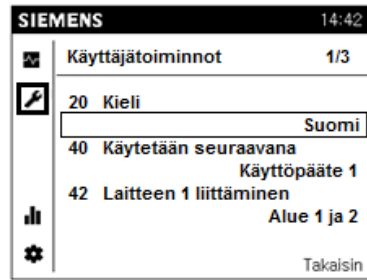 SIEMENS 14:42
Käyttäjätoiminnot 1/3
20 Kieli
Suomi
40 Käytetään seuraavana
Käyttöpääte 1
42 Laitteen 1 liittäminen
Alue 1 ja 2
Takaisin